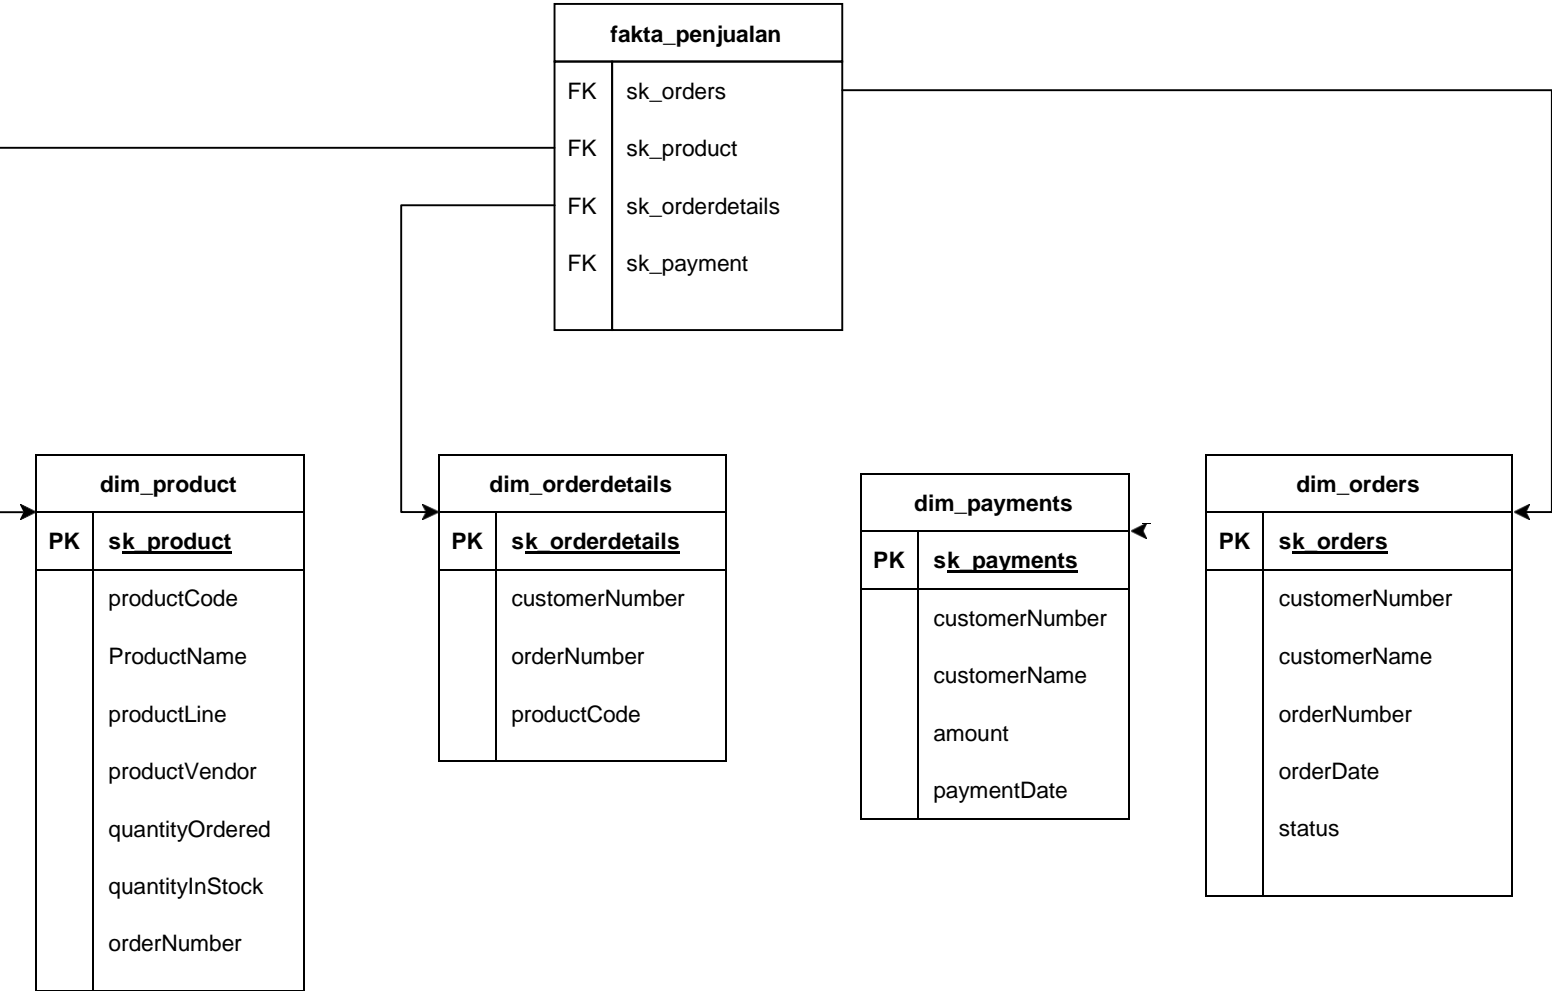 fakta_penjualan
FK sk_orders
FK sk_product
FK sk_orderdetails
FK sk_payment
dim_product
PK sk_product
productCode
ProductName
productLine
productVendor
quantityOrdered
quantityInStock
orderNumber
dim_orderdetails
PK sk_orderdetails
customerNumber
orderNumber
productCode
dim_payments
PK sk_payments
customerNumber
customerName
amount
paymentDate
dim_orders
PK sk_orders
customerNumber
customerName
orderNumber
orderDate
status